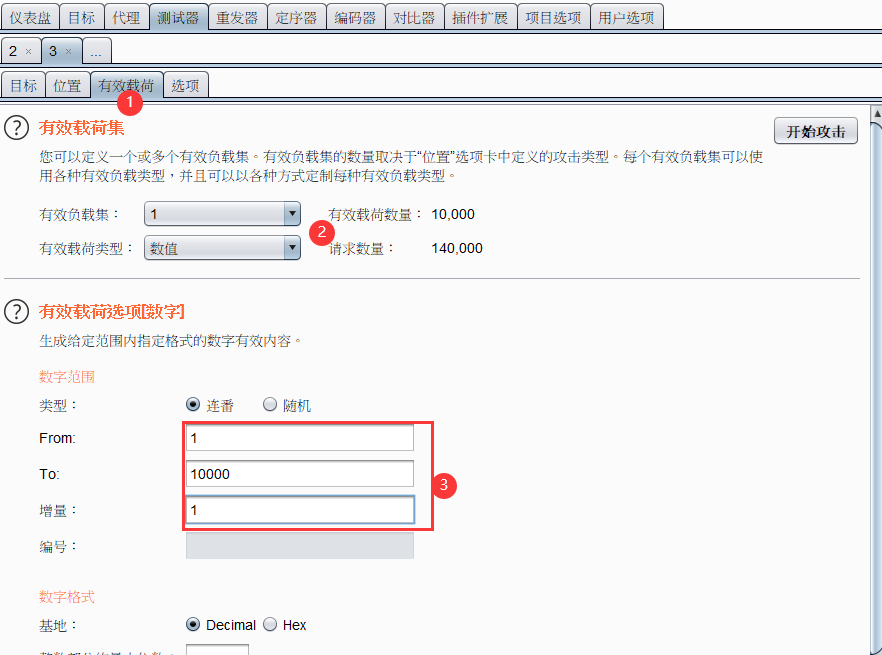 仪表盘 目标 代理 测试器 重发器 定序器 编码器 对比器 插件扩展 项目选项 用户选项
2 × 3 × ...
目标 位置 有效载荷 选项
1
? 有效载荷集 开始攻击
您可以定义一个或多个有效负载集。有效负载集的数量取决于“位置”选项卡中定义的攻击类型。每个有效负载集可以使
用各种有效负载类型，并且可以以各种方式定制每种有效负载类型。
有效负载集： 1 有效载荷数量： 10,000
2
有效载荷类型： 数值 请求数量： 140,000
? 有效载荷选项[数字]
生成给定范围内指定格式的数字有效内容。
数字范围
类型： 连番 随机
From: 1
To: 10000
3
增量： 1
编号：
数字格式
基地： Decimal Hex